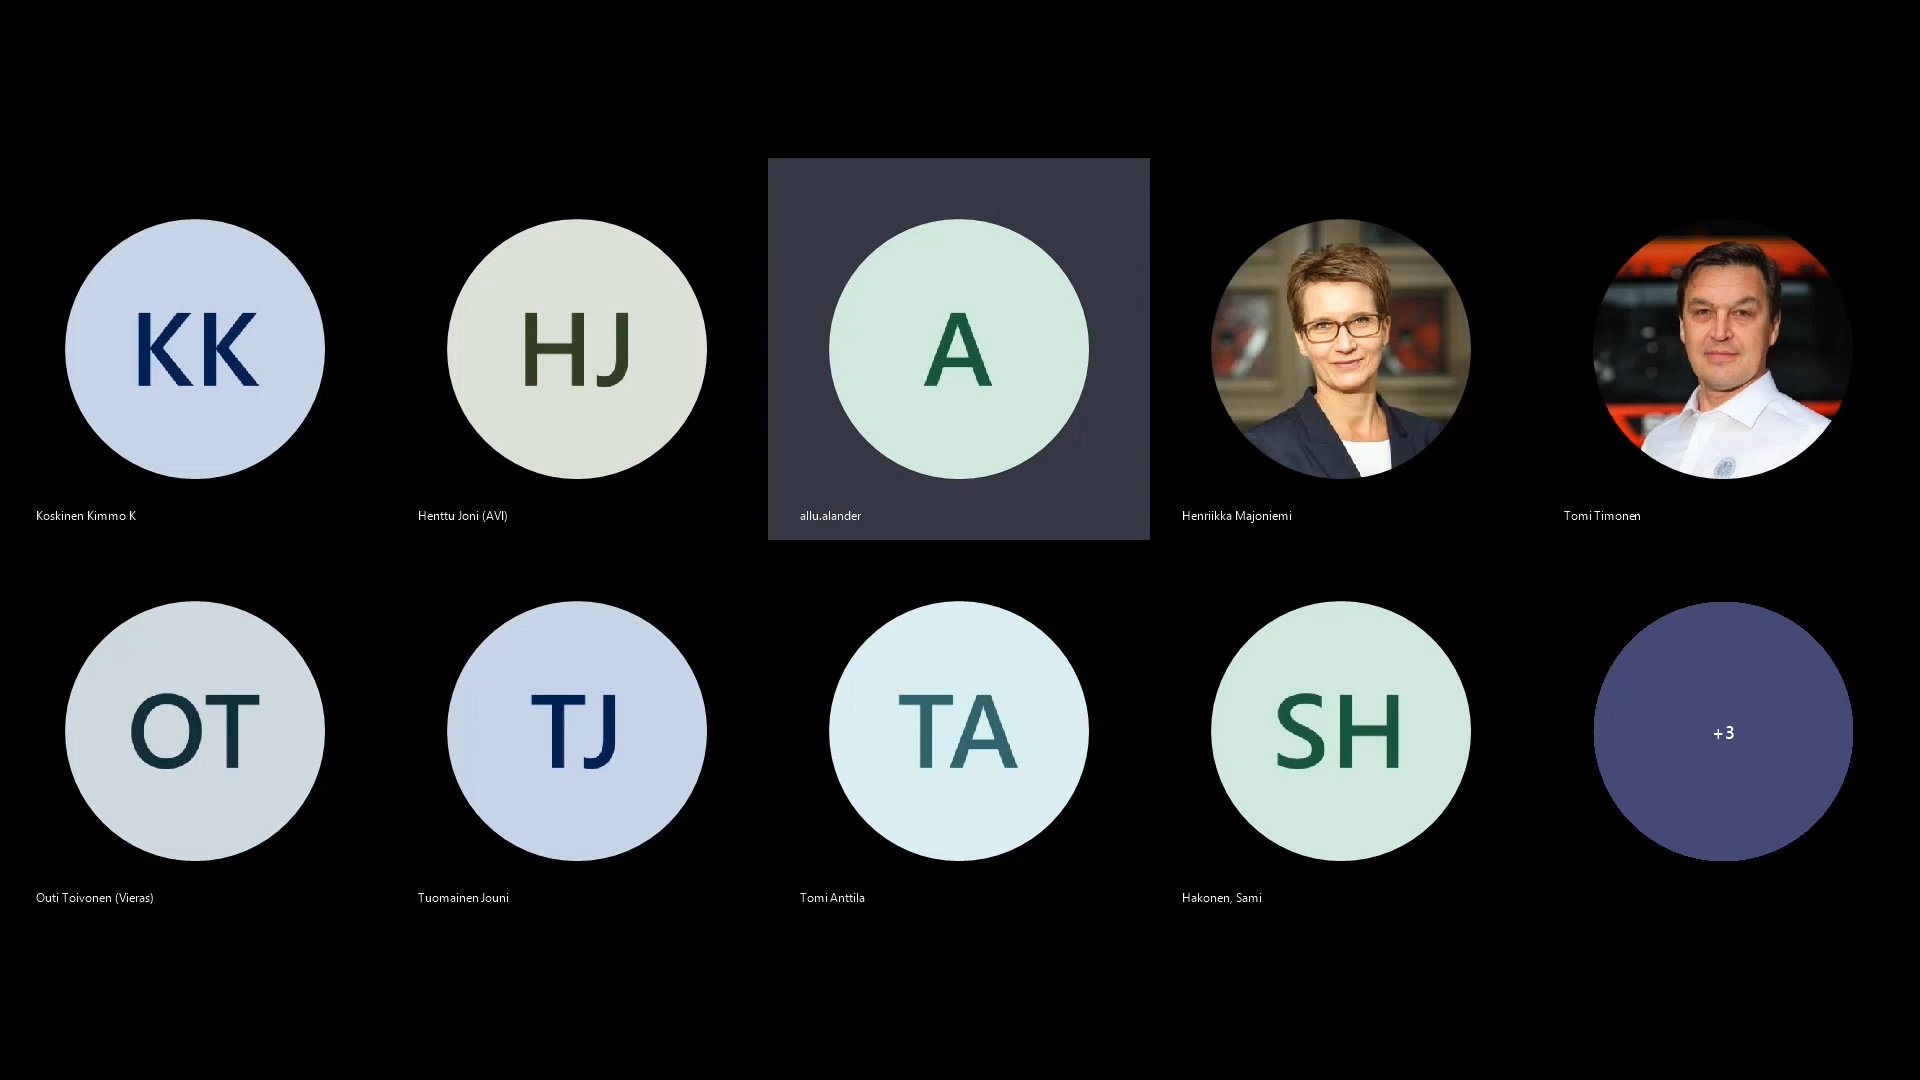 KK
HJ
A
Koskinen Kimmo K
Henttu Joni (AVI)
allu.alander
Henriikka Majoniemi
Tomi Timonen
OT
TJ
TA
SH
+3
Outi Toivonen (Vieras)
Tuomainen Jouni
Tomi Anttila
Hakonen, Sami